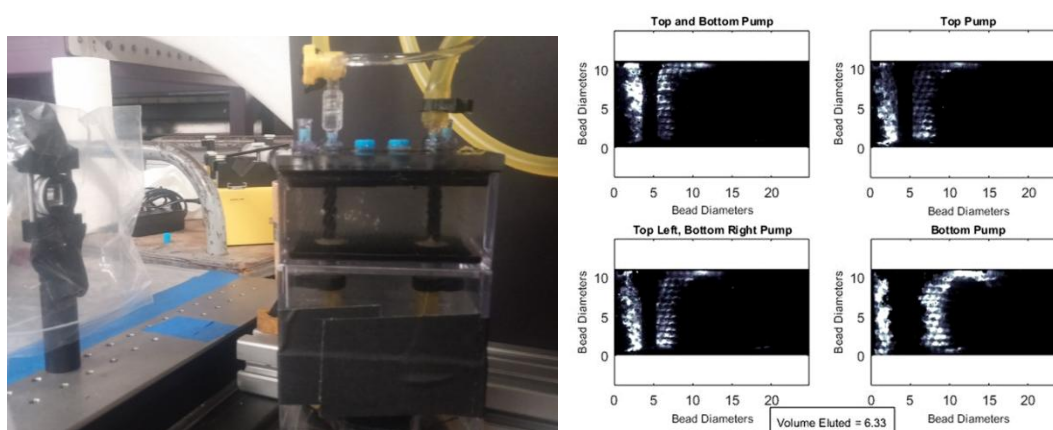 Top and Bottom Pump
Top Pump
Bead Diameters
10
5
0
0 5 10 15 20
Bead Diameters
Bead Diameters
10
5
0
0 5 10 15 20
Bead Diameters
Top Left, Bottom Right Pump
Bottom Pump
Bead Diameters
10
5
0
0 5 10 15 20
Bead Diameters
Bead Diameters
10
5
0
0 5 10 15 20
Bead Diameters
Volume Eluted = 6.33